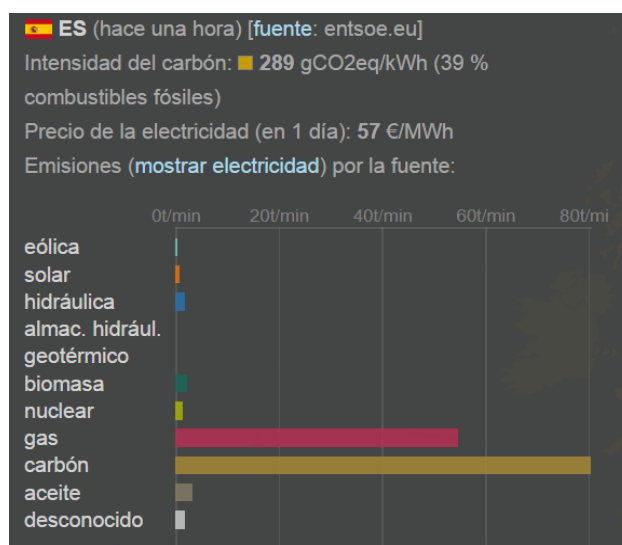 ES (hace una hora) [fuente: entsoe.eu]
Intensidad del carbón: 289 gCO2eq/kWh (39 %
combustibles fósiles)
Precio de la electricidad (en 1 día): 57 €/MWh
Emisiones (mostrar electricidad) por la fuente:
0t/min 20t/min 40t/min 60t/min 80t/mi
eólica
solar
hidráulica
almac. hidrául.
geotérmico
biomasa
nuclear
gas
carbón
aceite
desconocido